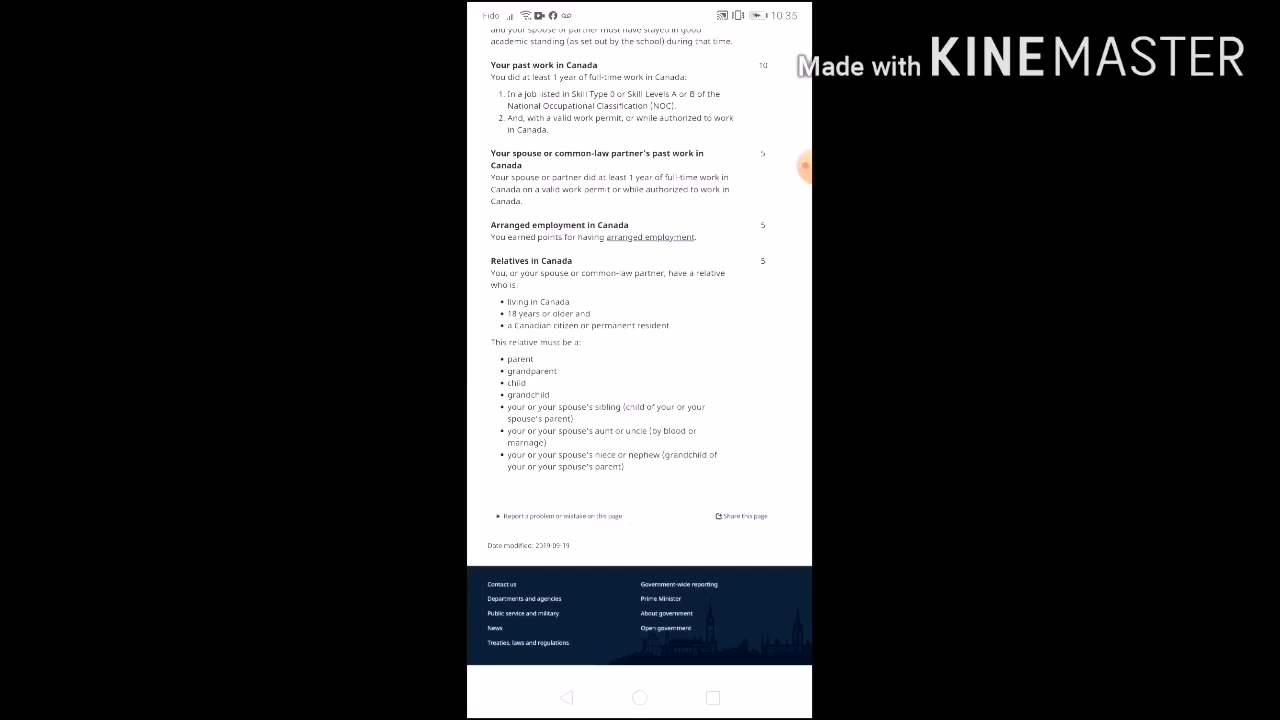 Fido
10:35
Made with KINEMASTER
and your spouse or partner must have stayed in good
academic standing (as set out by the school) during that time.
Your past work in Canada 10
You did at least 1 year of full-time work in Canada:
1. In a job listed in Skill Type 0 or Skill Levels A or B of the
National Occupational Classification (NOC).
2. And, with a valid work permit, or while authorized to work
in Canada.
Your spouse or common-law partner's past work in 5
Canada
Your spouse or partner did at least 1 year of full-time work in
Canada on a valid work permit or while authorized to work in
Canada.
Arranged employment in Canada 5
You earned points for having arranged employment.
Relatives in Canada 5
You, or your spouse or common-law partner, have a relative
who is:
• living in Canada
• 18 years or older and
• a Canadian citizen or permanent resident
This relative must be a:
• parent
• grandparent
• child
• grandchild
• your or your spouse's sibling (child of your or your
spouse's parent)
• your or your spouse's aunt or uncle (by blood or
marriage)
• your or your spouse's niece or nephew (grandchild of
your or your spouse's parent)
Report a problem or mistake on this page Share this page
Date modified: 2019-09-19
Contact us Government-wide reporting
Departments and agencies Prime Minister
Public service and military About government
News Open government
Treaties, laws and regulations